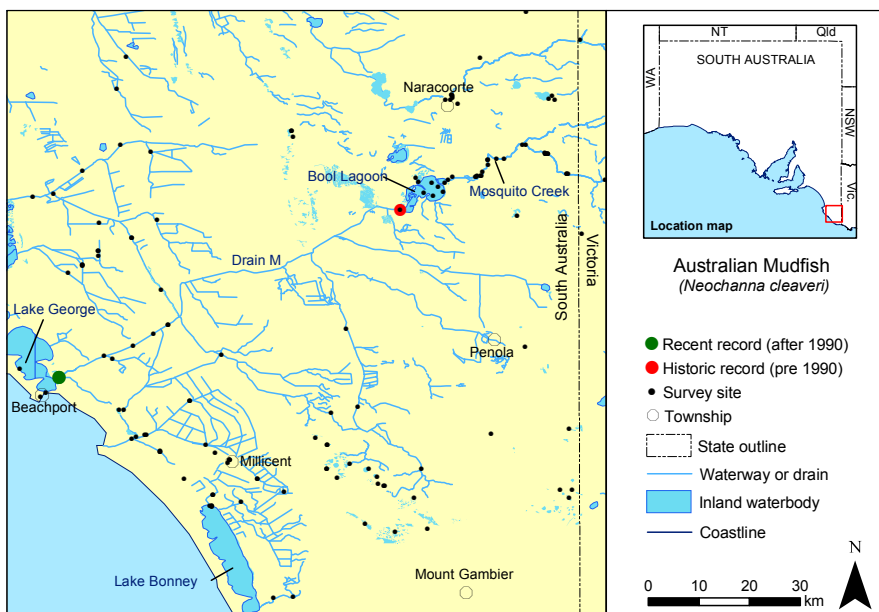 Naracoorte
Bool Lagoon
Mosquito Creek
South Australia
Victoria
Drain M
Lake George
Penola
Beachport
Millicent
Lake Bonney
Mount Gambier
NT
Qld
SOUTH AUSTRALIA
WA
NSW
Vic.
Location map
Australian Mudfish
(Neochanna cleaveri)
Recent record (after 1990)
Historic record (pre 1990)
Survey site
Township
State outline
Waterway or drain
Inland waterbody
Coastline
N
0 10 20 30
km